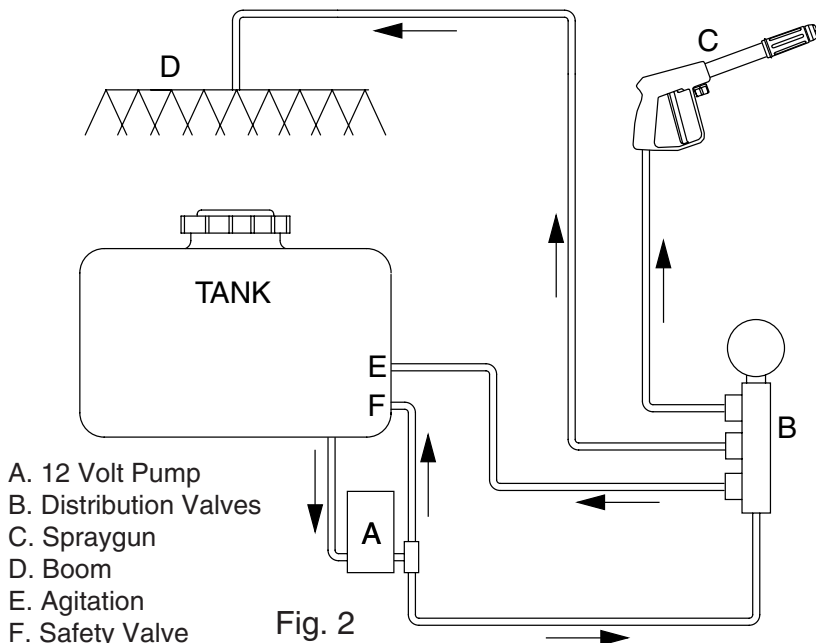 D
C
TANK
E
F
B
A
A. 12 Volt Pump
B. Distribution Valves
C. Spraygun
D. Boom
E. Agitation
F. Safety Valve
Fig. 2